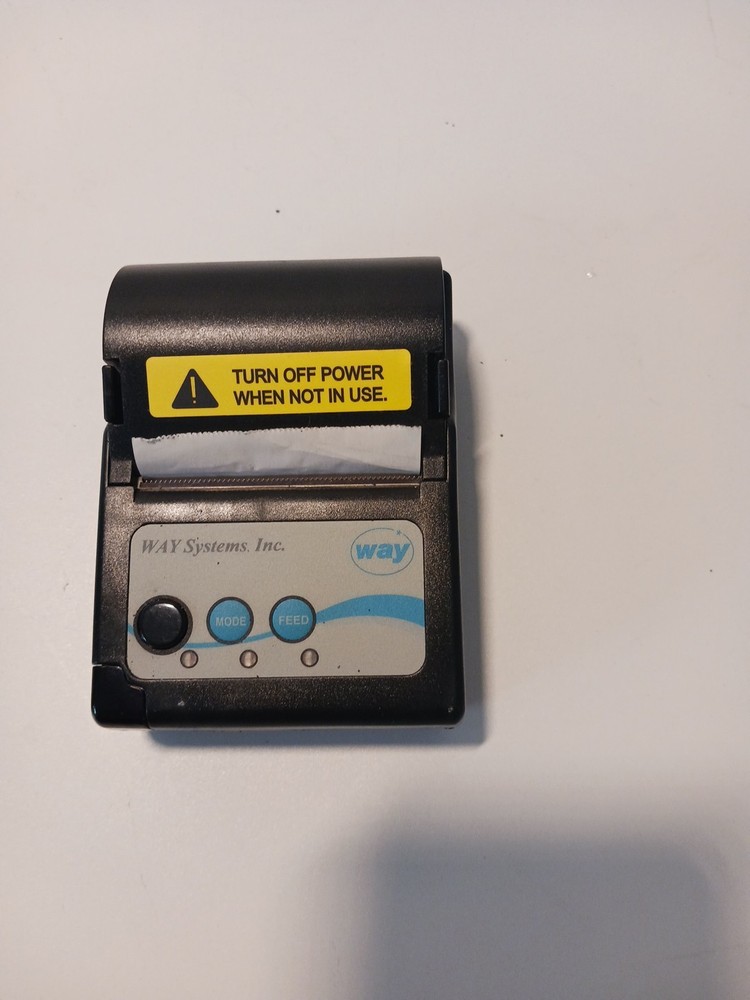 TURN OFF POWER
WHEN NOT IN USE.
WAY Systems, Inc.
way
MODE
FEED